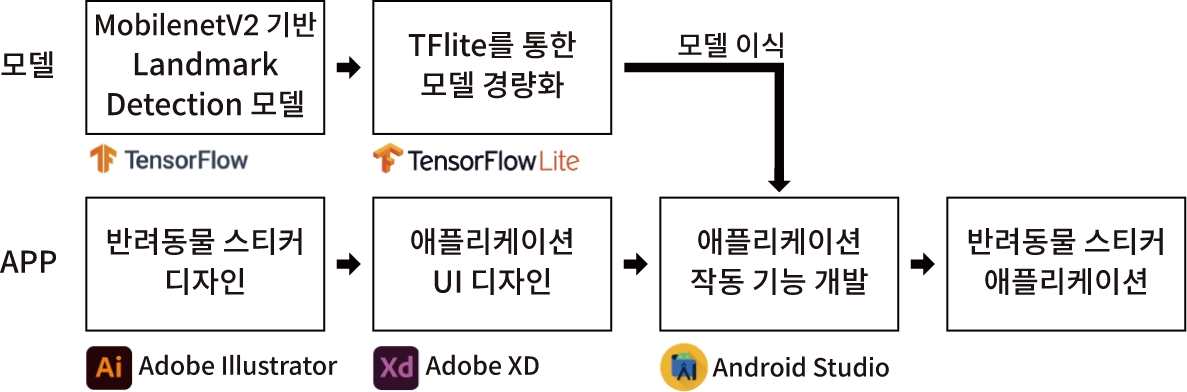 모델
MobilenetV2 기반
Landmark
Detection 모델
TensorFlow
TFlite를 통한
모델 경량화
TensorFlow Lite
모델 이식
APP
반려동물 스티커
디자인
Ai Adobe Illustrator
애플리케이션
UI 디자인
Xd Adobe XD
애플리케이션
작동 기능 개발
Android Studio
반려동물 스티커
애플리케이션